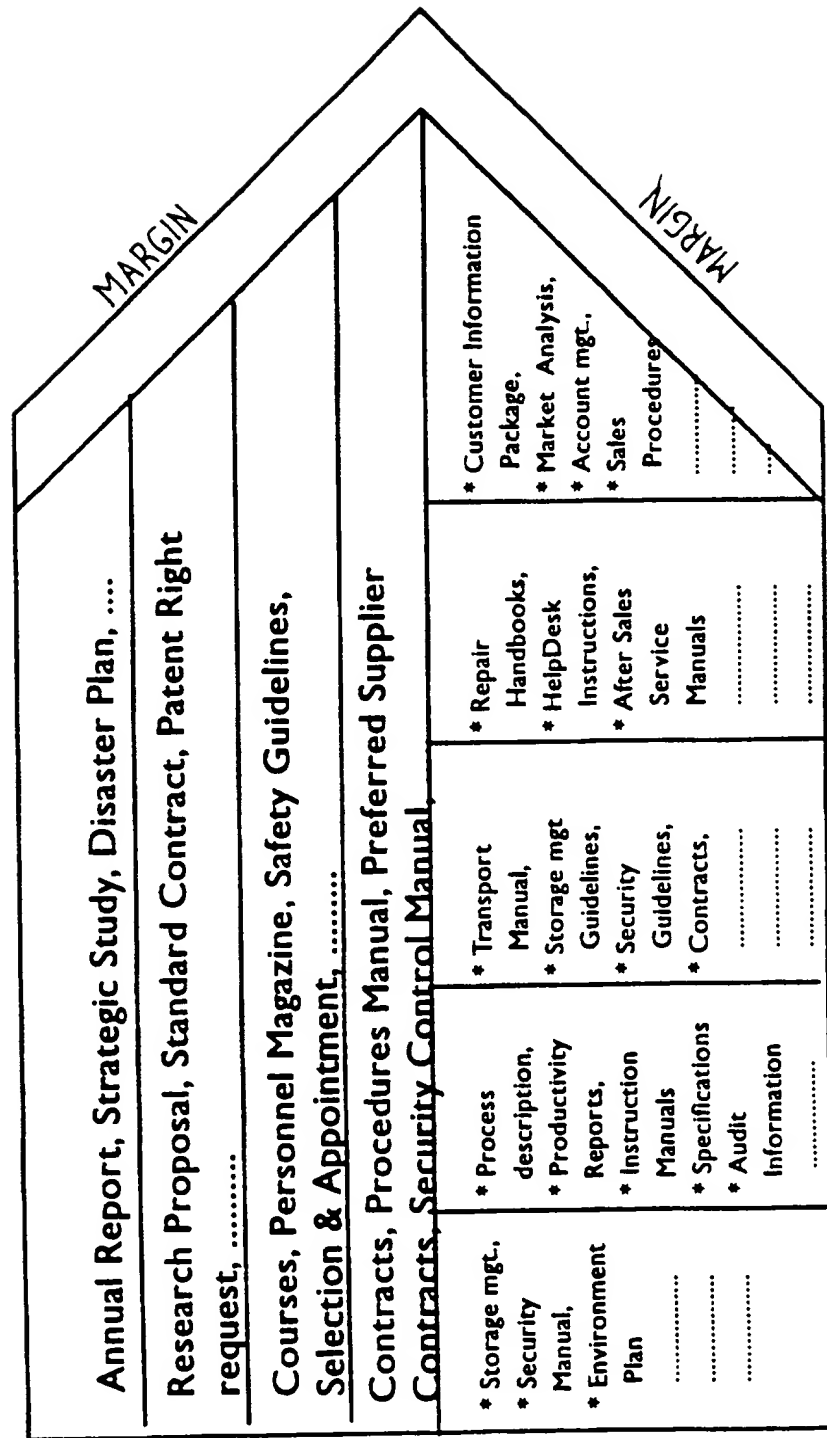 MARGIN
Annual Report, Strategic Study, Disaster Plan, ....
Research Proposal, Standard Contract, Patent Right
request, ..........
Courses, Personnel Magazine, Safety Guidelines,
Selection & Appointment, .........
Contracts, Procedures Manual, Preferred Supplier
Contracts, Security Control Manual,
* Storage mgt.,
* Security
Manual,
* Environment
Plan
..................
..................
..................
* Process
description,
* Productivity
Reports,
* Instruction
Manuals
* Specifications
* Audit
Information
..................
* Transport
Manual,
* Storage mgt
Guidelines,
* Security
Guidelines,
* Contracts,
..................
..................
..................
* Repair
Handbooks,
* HelpDesk
Instructions,
* After Sales
Service
Manuals
..................
..................
..................
* Customer Information
Package,
* Market Analysis,
* Account mgt.,
* Sales
Procedures
...............
..........
.....
MARGIN